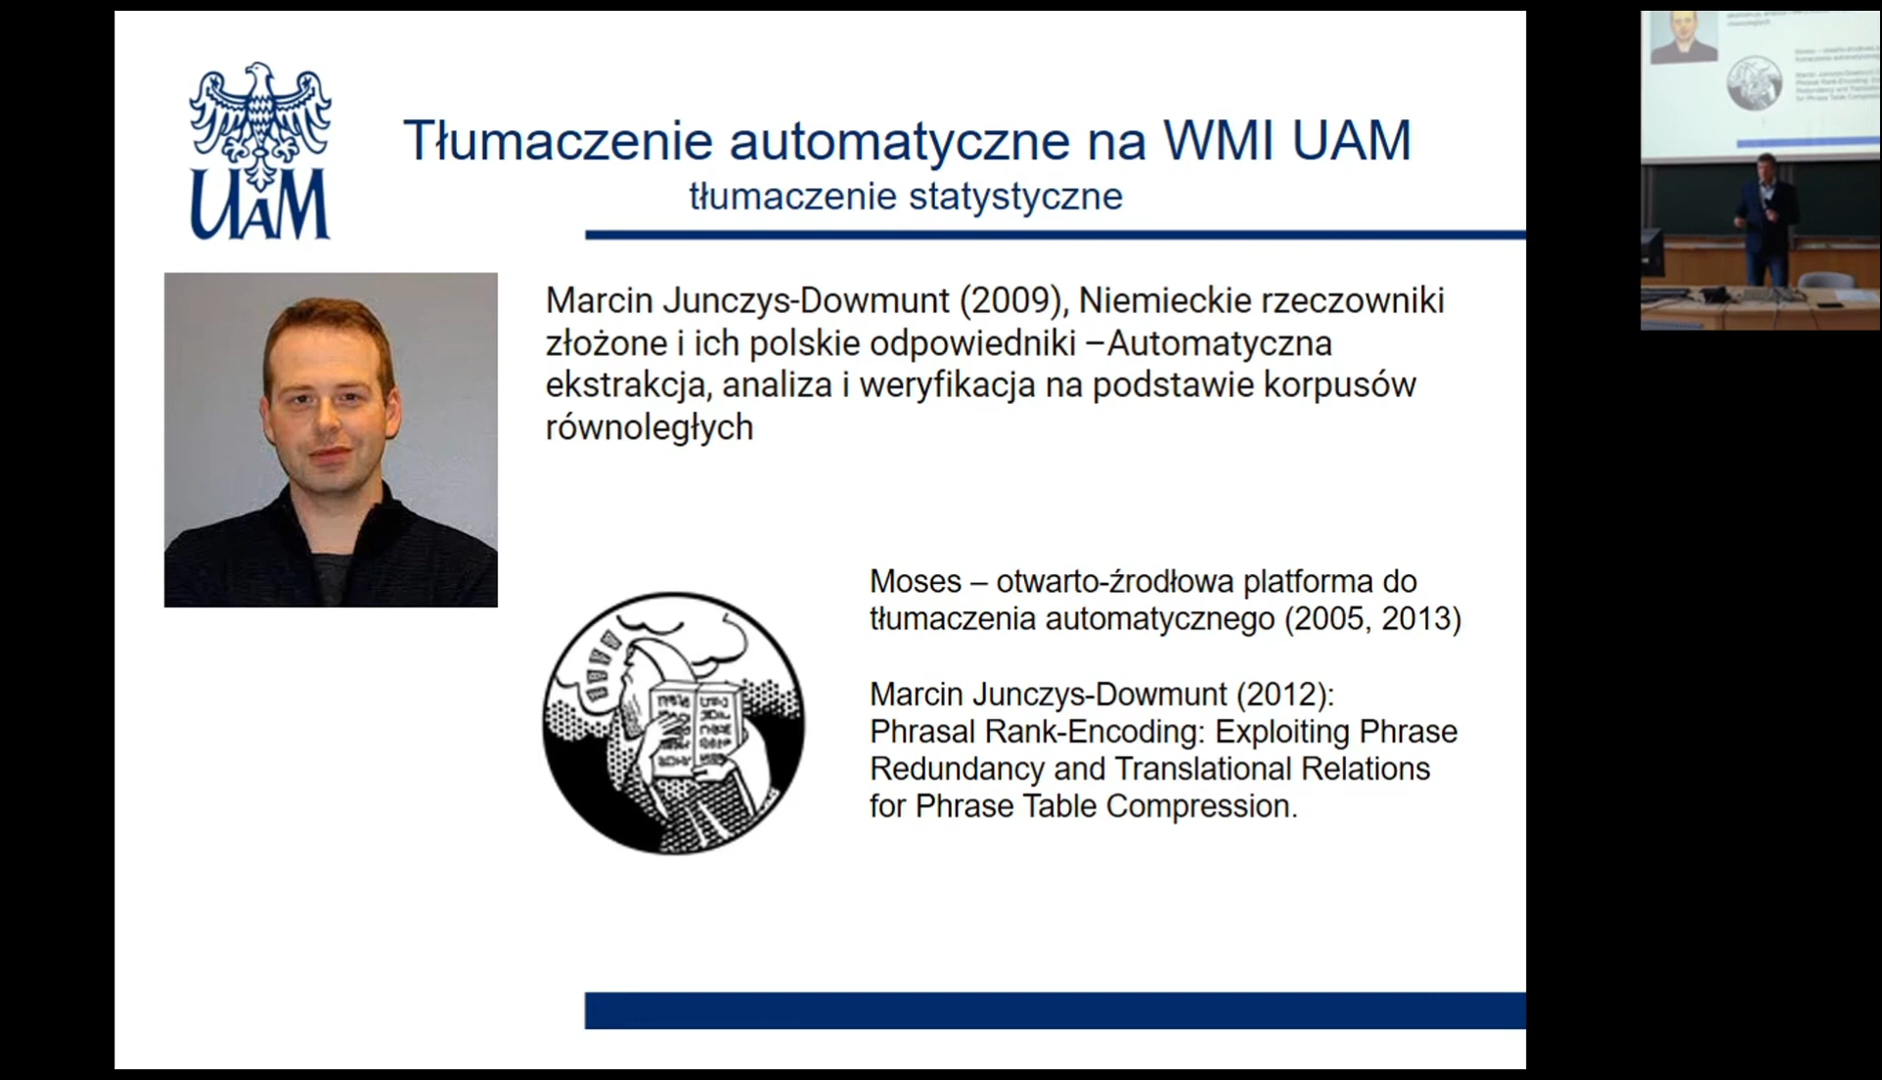 UAM
Tłumaczenie automatyczne na WMI UAM
tłumaczenie statystyczne
Marcin Junczys-Dowmunt (2009), Niemieckie rzeczowniki
złożone i ich polskie odpowiedniki –Automatyczna
ekstrakcja, analiza i weryfikacja na podstawie korpusów
równoległych
Moses – otwarto-źrodłowa platforma do
tłumaczenia automatycznego (2005, 2013)
Marcin Junczys-Dowmunt (2012):
Phrasal Rank-Encoding: Exploiting Phrase
Redundancy and Translational Relations
for Phrase Table Compression.